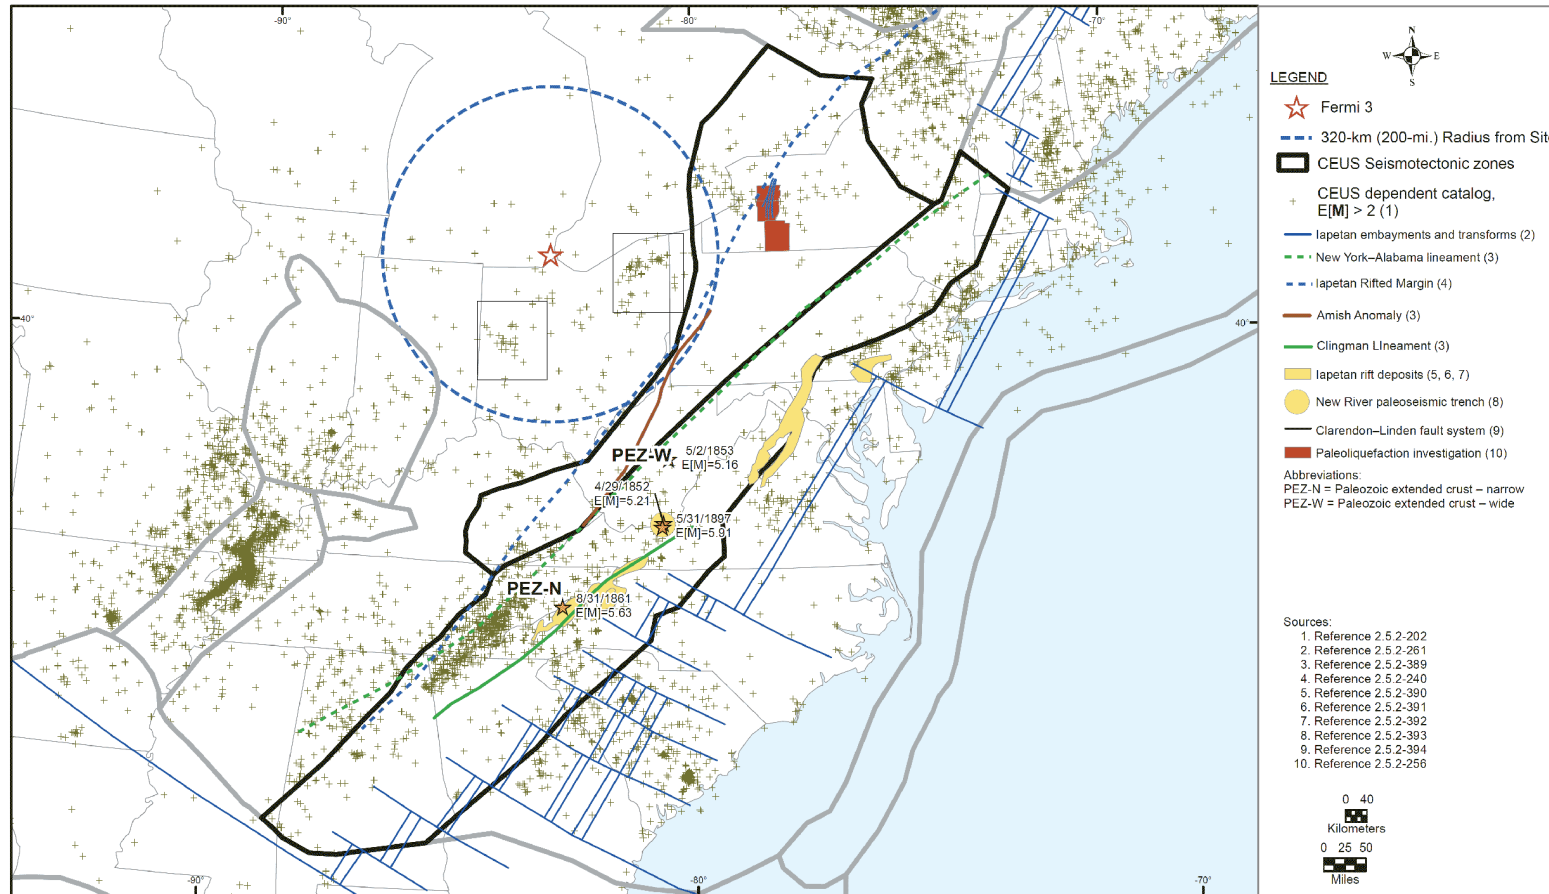 -90°
-80°
-70°
40°
40°
PEZ-W
5/2/1853
E[M]=5.16
4/29/1852
E[M]=5.21
5/31/1897
E[M]=5.91
PEZ-N
8/31/1861
E[M]=5.63
-90°
-80°
-70°
N
W E
S
LEGEND
Fermi 3
320-km (200-mi.) Radius from Sit
CEUS Seismotectonic zones
CEUS dependent catalog,
E[M] > 2 (1)
Iapetan embayments and transforms (2)
New York–Alabama lineament (3)
Iapetan Rifted Margin (4)
Amish Anomaly (3)
Clingman LIneament (3)
Iapetan rift deposits (5, 6, 7)
New River paleoseismic trench (8)
Clarendon–Linden fault system (9)
Paleoliquefaction investigation (10)
Abbreviations:
PEZ-N = Paleozoic extended crust – narrow
PEZ-W = Paleozoic extended crust – wide
Sources:
1. Reference 2.5.2-202
2. Reference 2.5.2-261
3. Reference 2.5.2-389
4. Reference 2.5.2-240
5. Reference 2.5.2-390
6. Reference 2.5.2-391
7. Reference 2.5.2-392
8. Reference 2.5.2-393
9. Reference 2.5.2-394
10. Reference 2.5.2-256
0 40
Kilometers
0 25 50
Miles